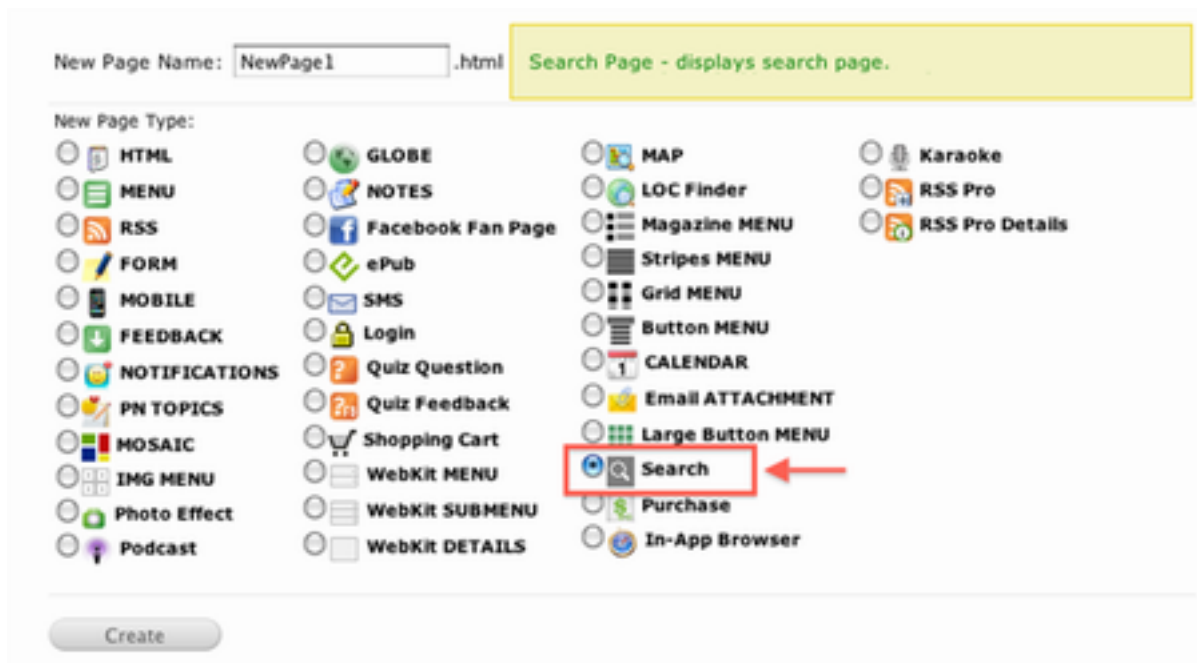 New Page Name: NewPage1 .html Search Page - displays search page.
New Page Type:
HTML
MENU
RSS
FORM
MOBILE
FEEDBACK
NOTIFICATIONS
PN TOPICS
MOSAIC
IMG MENU
Photo Effect
Podcast
GLOBE
NOTES
Facebook Fan Page
ePub
SMS
Login
Quiz Question
Quiz Feedback
Shopping Cart
WebKit MENU
WebKit SUBMENU
WebKit DETAILS
MAP
LOC Finder
Magazine MENU
Stripes MENU
Grid MENU
Button MENU
CALENDAR
Email ATTACHMENT
Large Button MENU
Search
Purchase
In-App Browser
Karaoke
RSS Pro
RSS Pro Details
Create